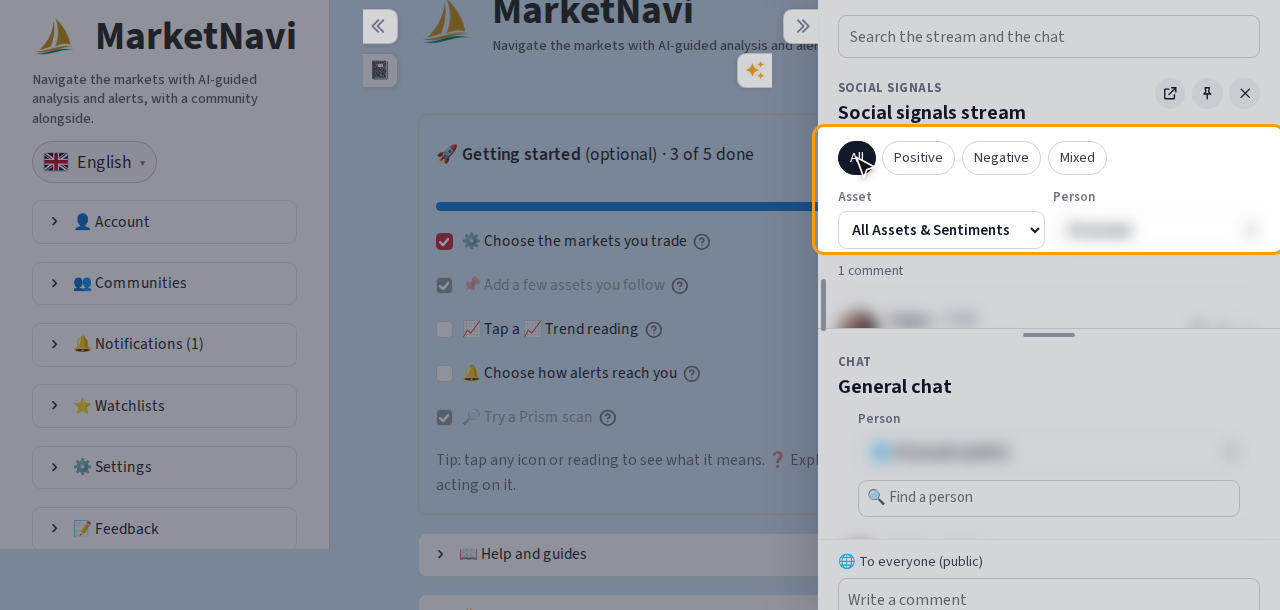 MarketNavi
Navigate the markets with AI-guided
analysis and alerts, with a community
alongside.
English
👤 Account
👥 Communities
🔔 Notifications (1)
⭐ Watchlists
⚙️ Settings
📝 Feedback
MarketNavi
Navigate the markets with AI-guided analysis and aler
🚀 Getting started (optional) · 3 of 5 done
⚙️ Choose the markets you trade
📌 Add a few assets you follow
📈 Tap a 📈 Trend reading
🔔 Choose how alerts reach you
🔎 Try a Prism scan
Tip: tap any icon or reading to see what it means. ❓ Expl
acting on it.
📖 Help and guides
Search the stream and the chat
SOCIAL SIGNALS
Social signals stream
All Positive Negative Mixed
Asset Person
All Assets & Sentiments
1 comment
CHAT
General chat
Person
🔍 Find a person
🌐 To everyone (public)
Write a comment